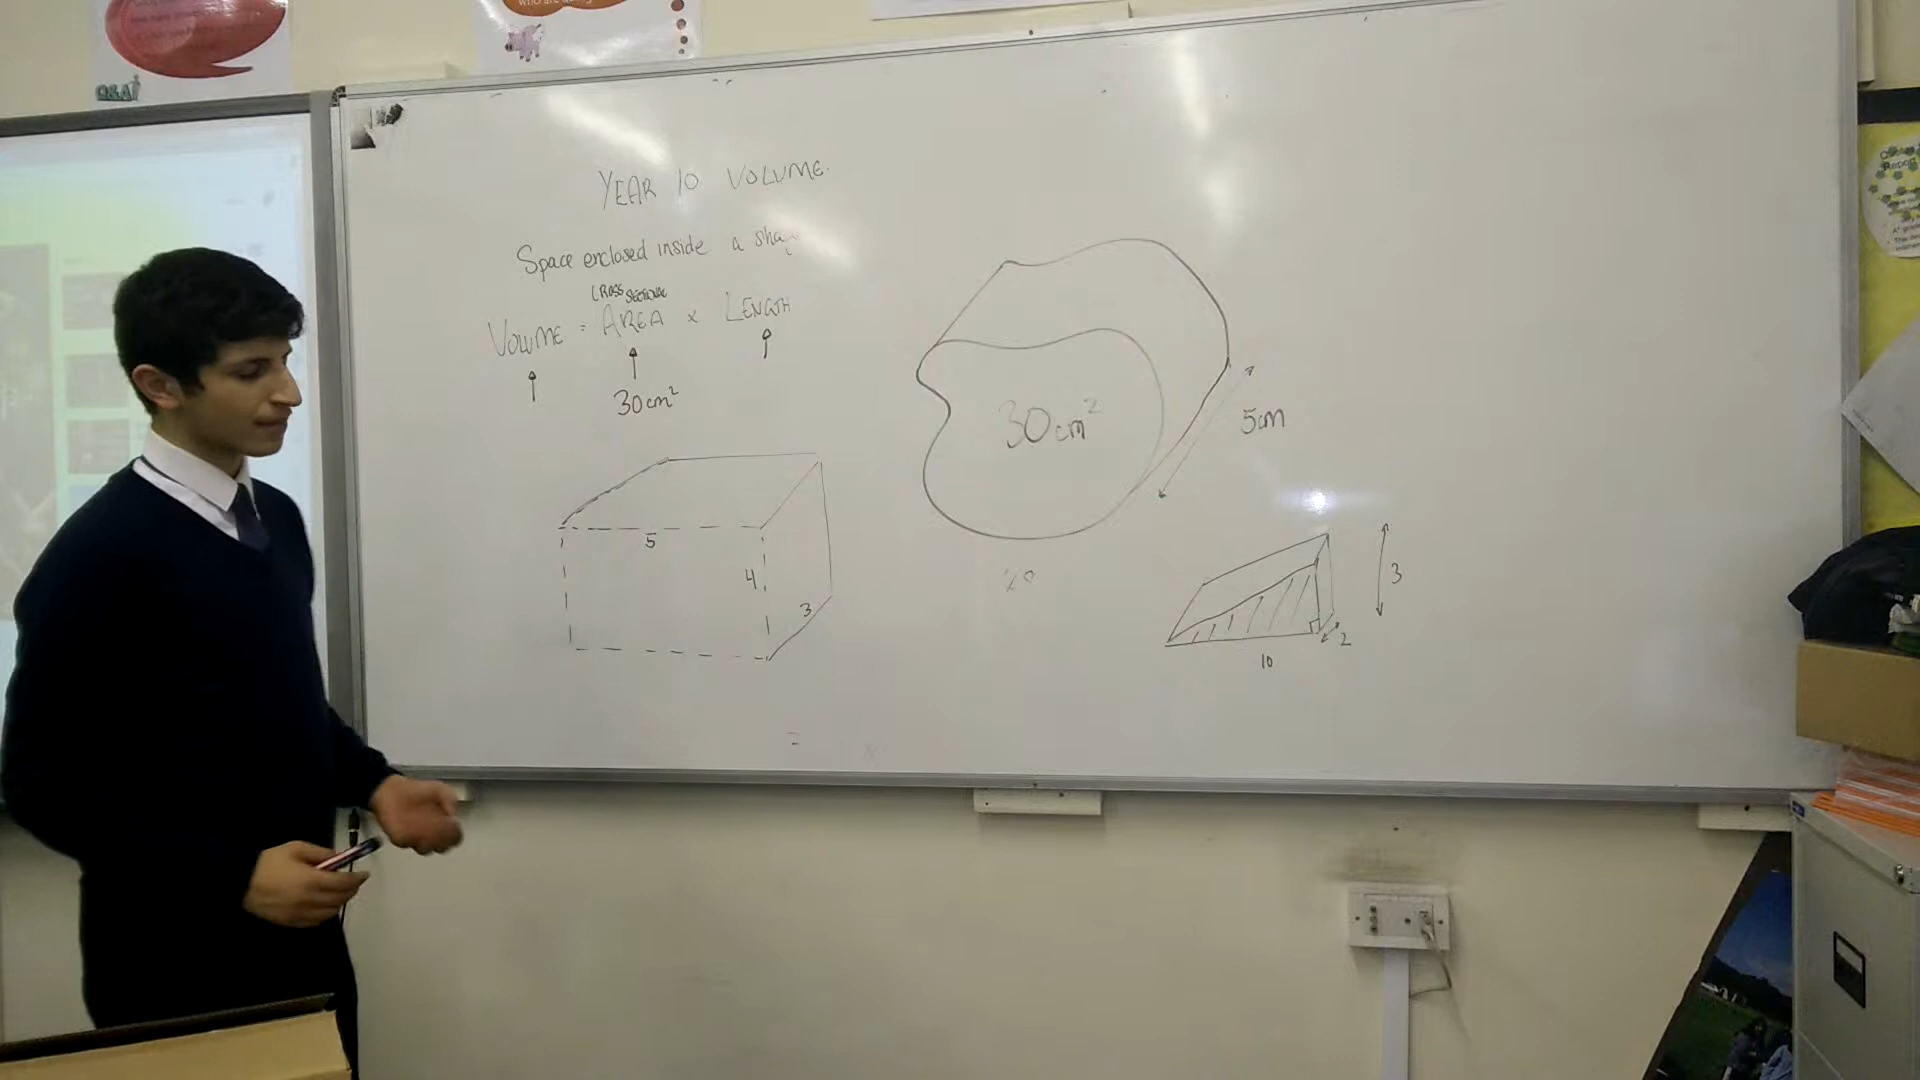 YEAR 10 VOLUME.
Space enclosed inside a sha
CROSS SECTIONAL
VOLUME = AREA x LENGTH
30cm²
30cm²
5cm
5
4
3
3
2
10
Q&A